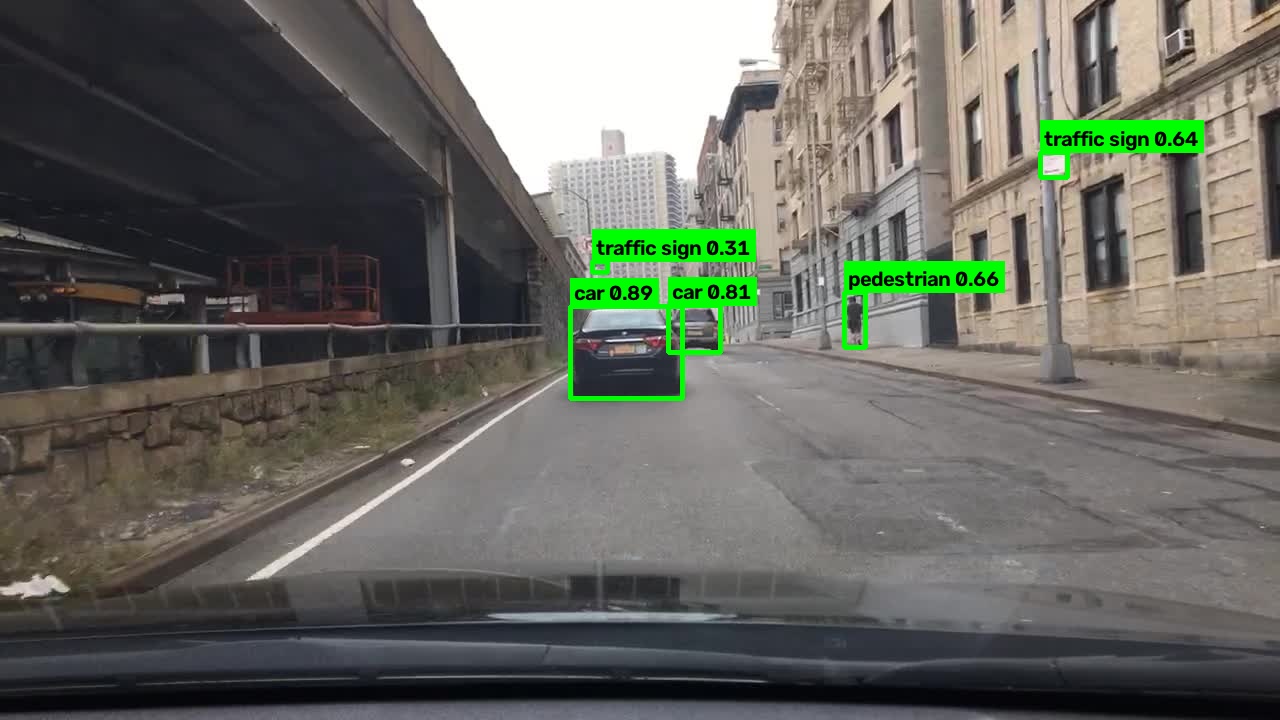 traffic sign 0.64
traffic sign 0.31
pedestrian 0.66
car 0.89
car 0.81